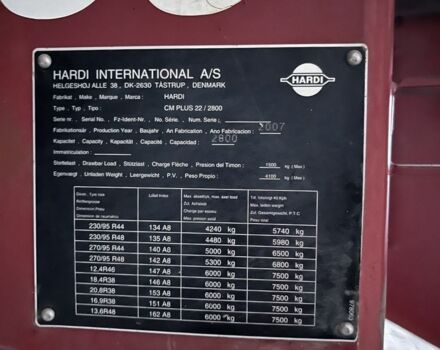 HARDI INTERNATIONAL A/S
HELGESHØJ ALLE 38, DK-2630 TÅSTRUP, DENMARK
HARDI
Fabrikat , Make , Marque , Marca : HARDI
Type , Typ , Tipo : CM PLUS 22 / 2800
Serie nr. , Serial No. , Fz-Ident-Nr. , No. Série. , Num. Serie :
Fabrikationsår , Production Year , Baujahr , An Fabrication , Ano Fabricacion : 2007
Kapacitet , Capacity , Kapazität , Capacité , Capacidad : 2800
Immatriculation :
Støttelast , Drawbar Load , Stützlast , Charge Flèche , Presion del Timon : 1500 kg ( Max )
Egenvægt , Unladen Weight , Leergewicht , P.V. , Peso Propio : 4100 kg ( Max )
230/95 R44 134 A8 4240 kg 5740 kg
230/95 R48 135 A8 4480 kg 5980 kg
270/95 R44 140 A8 5000 kg 6500 kg
270/95 R48 142 A8 5300 kg 6800 kg
12,4R46 147 A8 6000 kg 7500 kg
18,4R38 146 A8 6000 kg 7500 kg
20,8R38 153 A8 6000 kg 7500 kg
16,9R38 151 A8 6000 kg 7500 kg
13,6R48 162 A8 6000 kg 7500 kg